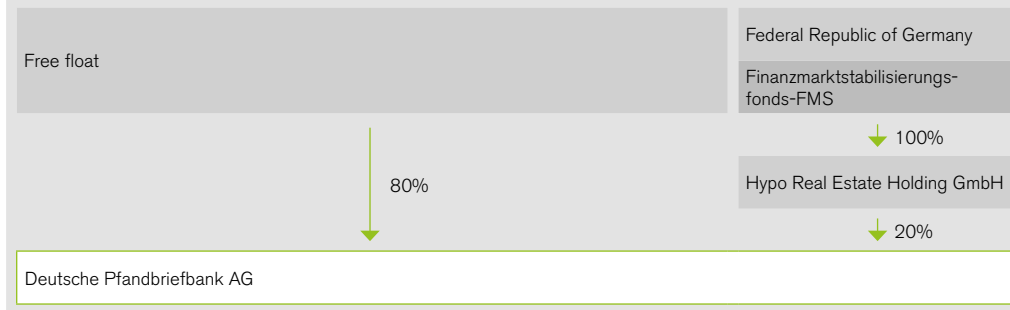 Free float
Federal Republic of Germany
Finanzmarktstabilisierungs-
fonds-FMS
100%
80%
Hypo Real Estate Holding GmbH
20%
Deutsche Pfandbriefbank AG